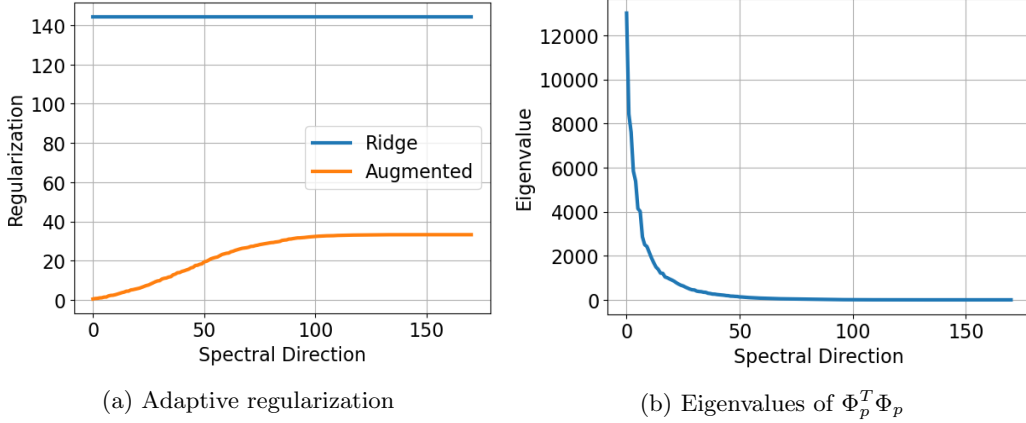 140
120
100
80
60
40
20
0
Regularization
Ridge
Augmented
0 50 100 150
Spectral Direction
(a) Adaptive regularization
12000
10000
8000
6000
4000
2000
0
Eigenvalue
0 50 100 150
Spectral Direction
(b) Eigenvalues of Φ_p^T Φ_p